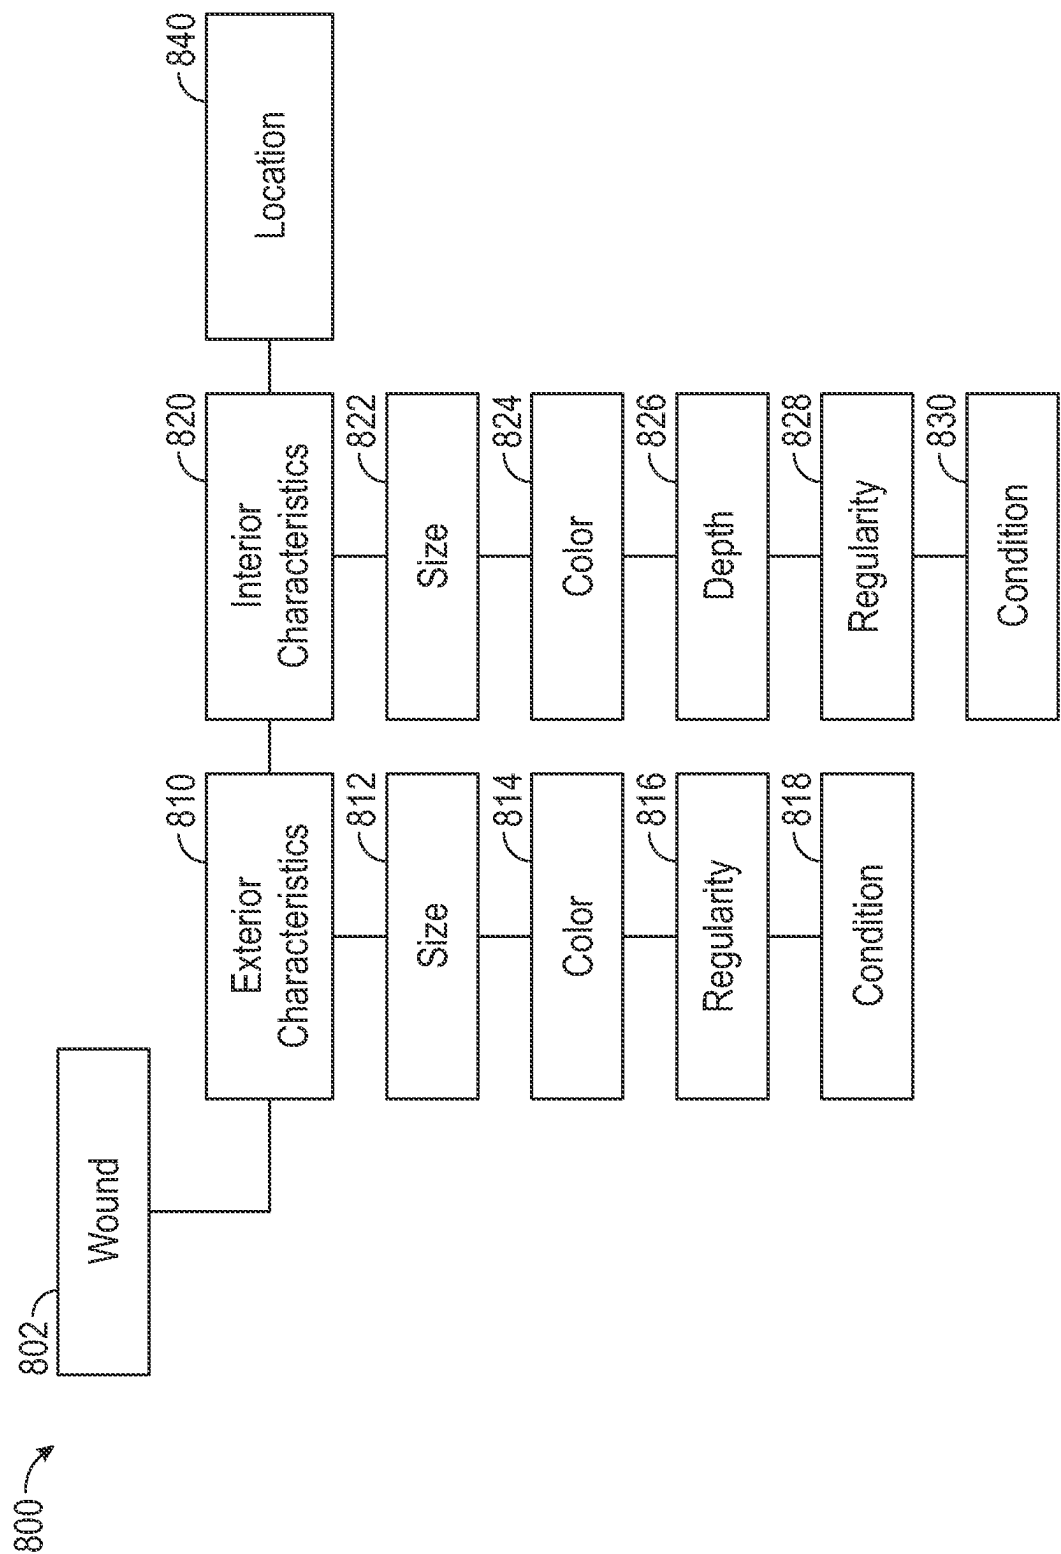 800
802
Wound
810
Exterior
Characteristics
812
Size
814
Color
816
Regularity
818
Condition
820
Interior
Characteristics
822
Size
824
Color
826
Depth
828
Regularity
830
Condition
840
Location